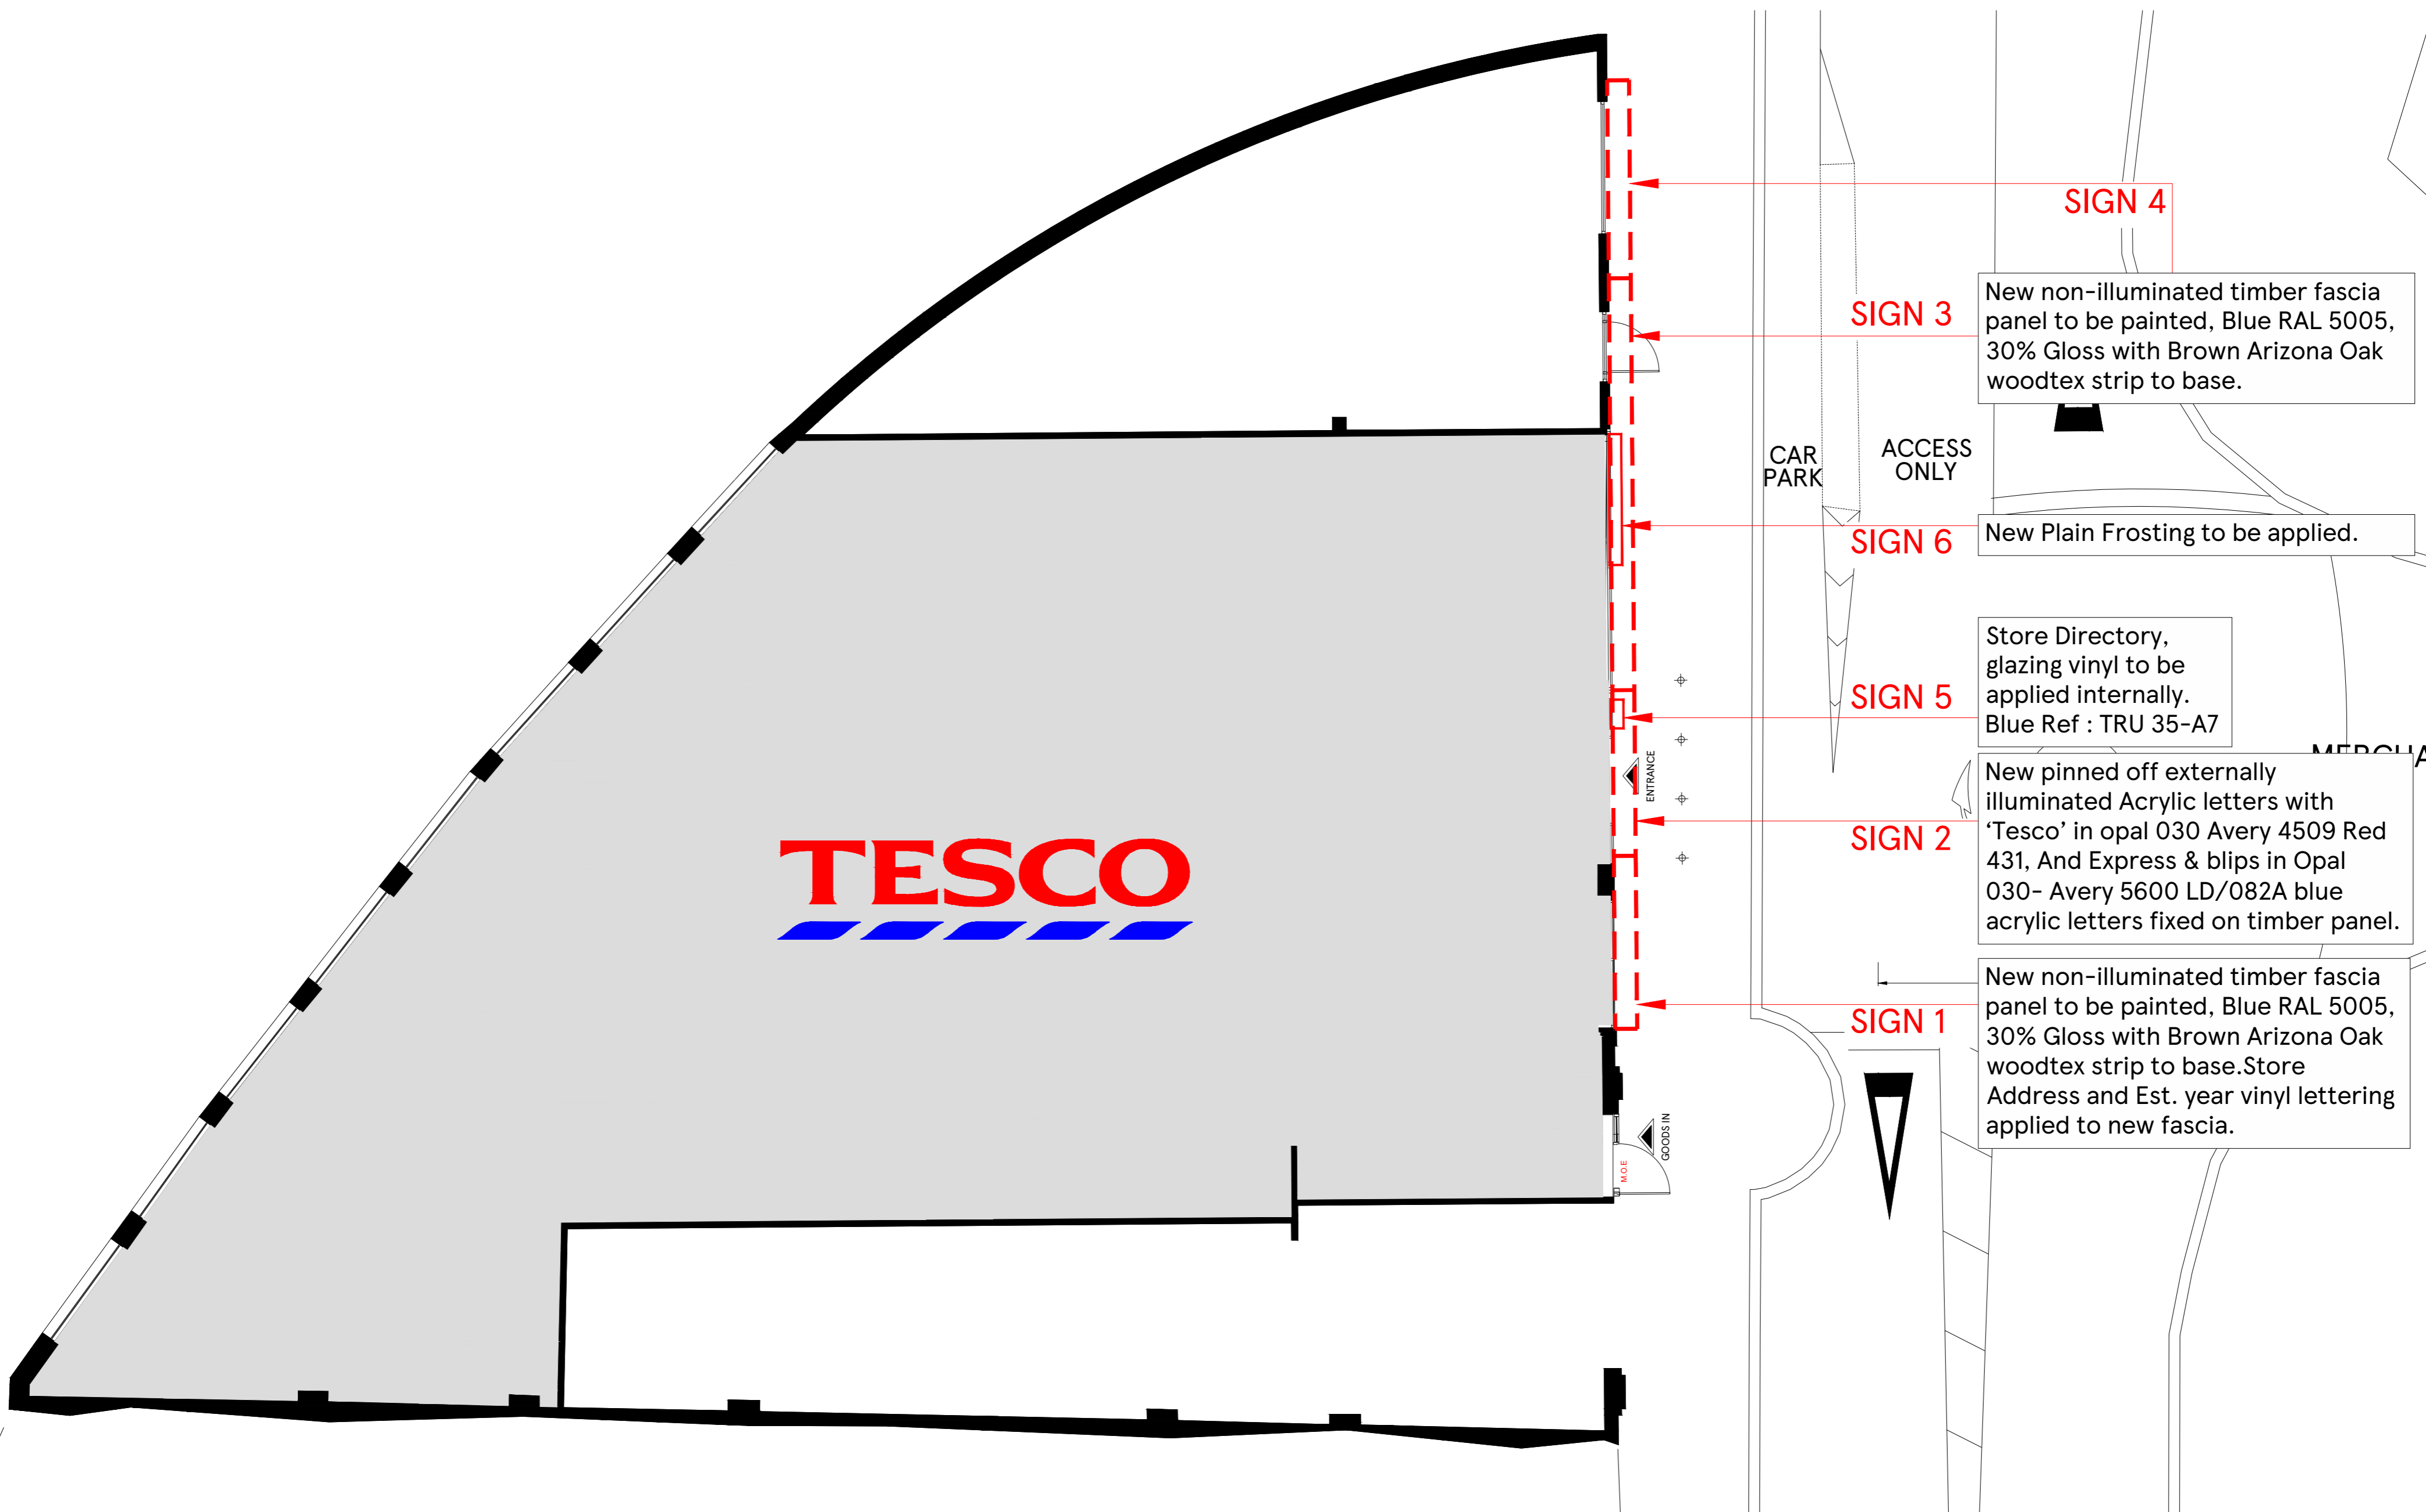 SIGN 4
New non-illuminated timber fascia
panel to be painted, Blue RAL 5005,
30% Gloss with Brown Arizona Oak
woodtex strip to base.
SIGN 3
CAR
PARK
ACCESS
ONLY
New Plain Frosting to be applied.
SIGN 6
Store Directory,
glazing vinyl to be
applied internally.
Blue Ref : TRU 35-A7
SIGN 5
ENTRANCE
New pinned off externally
illuminated Acrylic letters with
‘Tesco’ in opal 030 Avery 4509 Red
431, And Express & blips in Opal
030- Avery 5600 LD/082A blue
acrylic letters fixed on timber panel.
SIGN 2
TESCO
New non-illuminated timber fascia
panel to be painted, Blue RAL 5005,
30% Gloss with Brown Arizona Oak
woodtex strip to base.Store
Address and Est. year vinyl lettering
applied to new fascia.
SIGN 1
GOODS IN
M.O.E